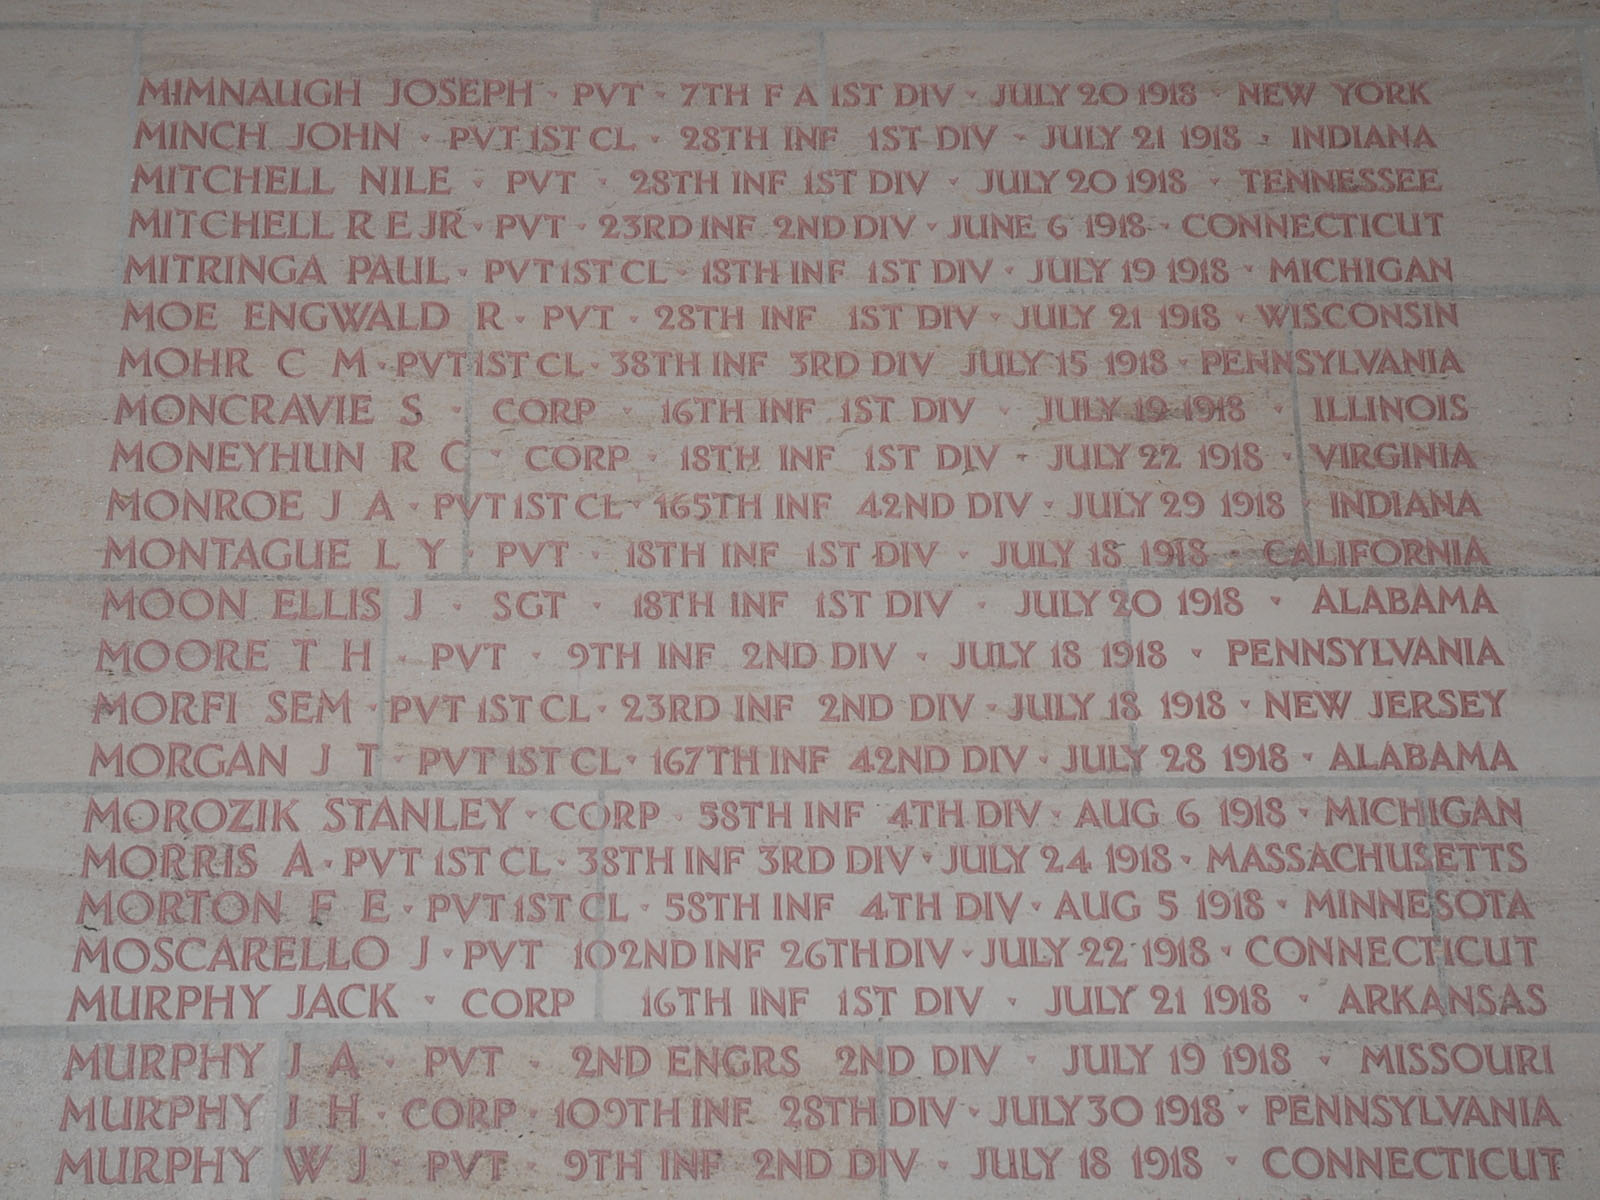 MIMNAUGH JOSEPH · PVT · 7TH F A 1ST DIV · JULY 20 1918 · NEW YORK
MINCH JOHN · PVT 1ST CL · 28TH INF 1ST DIV · JULY 21 1918 · INDIANA
MITCHELL NILE · PVT · 28TH INF 1ST DIV · JULY 20 1918 · TENNESSEE
MITCHELL R E JR · PVT · 23RD INF 2ND DIV · JUNE 6 1918 · CONNECTICUT
MITRINGA PAUL · PVT 1ST CL · 18TH INF 1ST DIV · JULY 19 1918 · MICHIGAN
MOE ENGWALD R · PVT · 28TH INF 1ST DIV · JULY 21 1918 · WISCONSIN
MOHR C M · PVT 1ST CL · 38TH INF 3RD DIV JULY 15 1918 · PENNSYLVANIA
MONCRAVIE S · CORP · 16TH INF 1ST DIV · JULY 19 1918 · ILLINOIS
MONEYHUN R C · CORP · 18TH INF 1ST DIV · JULY 22 1918 · VIRGINIA
MONROE J A · PVT 1ST CL · 165TH INF 42ND DIV · JULY 29 1918 · INDIANA
MONTAGUE L Y · PVT · 18TH INF 1ST DIV · JULY 18 1918 · CALIFORNIA
MOON ELLIS J · SGT · 18TH INF 1ST DIV · JULY 20 1918 · ALABAMA
MOORE T H · PVT · 9TH INF 2ND DIV · JULY 18 1918 · PENNSYLVANIA
MORFI SEM · PVT 1ST CL · 23RD INF 2ND DIV · JULY 18 1918 · NEW JERSEY
MORGAN J T · PVT 1ST CL · 167TH INF 42ND DIV · JULY 28 1918 · ALABAMA
MOROZIK STANLEY · CORP · 58TH INF 4TH DIV · AUG 6 1918 · MICHIGAN
MORRIS A · PVT 1ST CL · 38TH INF 3RD DIV · JULY 24 1918 · MASSACHUSETTS
MORTON F E · PVT 1ST CL · 58TH INF 4TH DIV · AUG 5 1918 · MINNESOTA
MOSCARELLO J · PVT 102ND INF 26TH DIV · JULY 22 1918 · CONNECTICUT
MURPHY JACK · CORP 16TH INF 1ST DIV · JULY 21 1918 · ARKANSAS
MURPHY J A · PVT · 2ND ENGRS 2ND DIV · JULY 19 1918 · MISSOURI
MURPHY J H · CORP · 109TH INF 28TH DIV · JULY 30 1918 · PENNSYLVANIA
MURPHY W J · PVT · 9TH INF 2ND DIV · JULY 18 1918 · CONNECTICUT